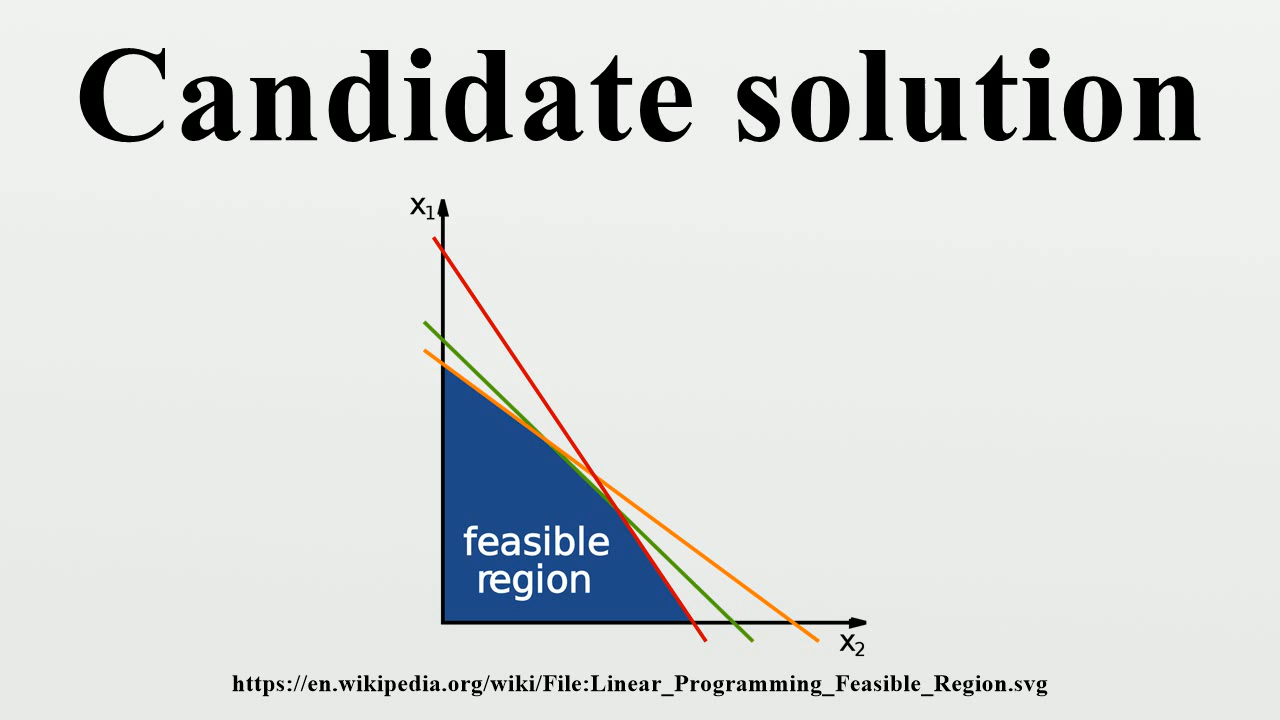 Candidate solution
x₁
feasible
region
x₂
https://en.wikipedia.org/wiki/File:Linear_Programming_Feasible_Region.svg